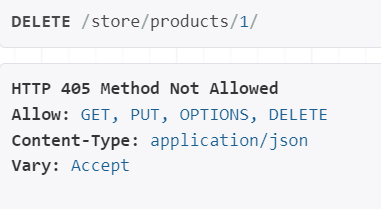 DELETE /store/products/1/
HTTP 405 Method Not Allowed
Allow: GET, PUT, OPTIONS, DELETE
Content-Type: application/json
Vary: Accept